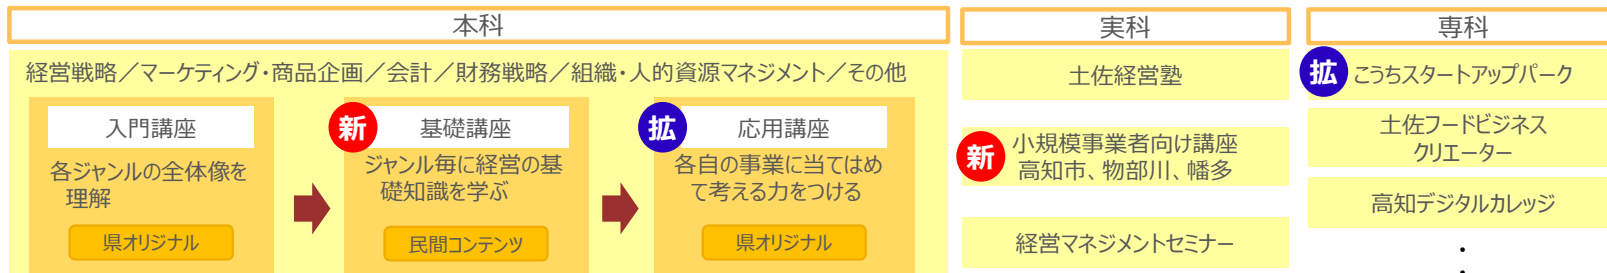 本科
経営戦略／マーケティング・商品企画／会計／財務戦略／組織・人的資源マネジメント／その他
入門講座
各ジャンルの全体像を
理解
県オリジナル
新
基礎講座
ジャンル毎に経営の基
礎知識を学ぶ
民間コンテンツ
拡
応用講座
各自の事業に当てはめ
て考える力をつける
県オリジナル
実科
土佐経営塾
新
小規模事業者向け講座
高知市、物部川、幡多
経営マネジメントセミナー
専科
拡
こうちスタートアップパーク
土佐フードビジネス
クリエーター
高知デジタルカレッジ
・
・